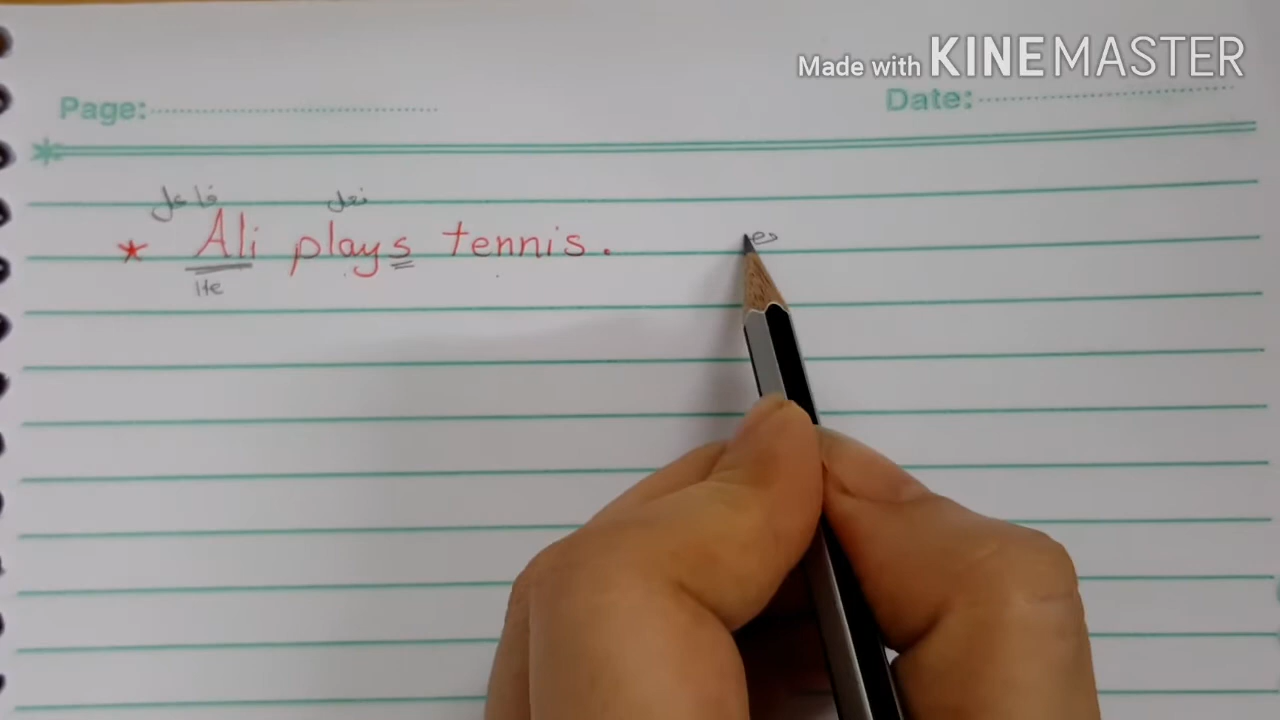 Made with KINEMASTER
Page:
Date:
فاعل فعل
* Ali plays tennis.
He